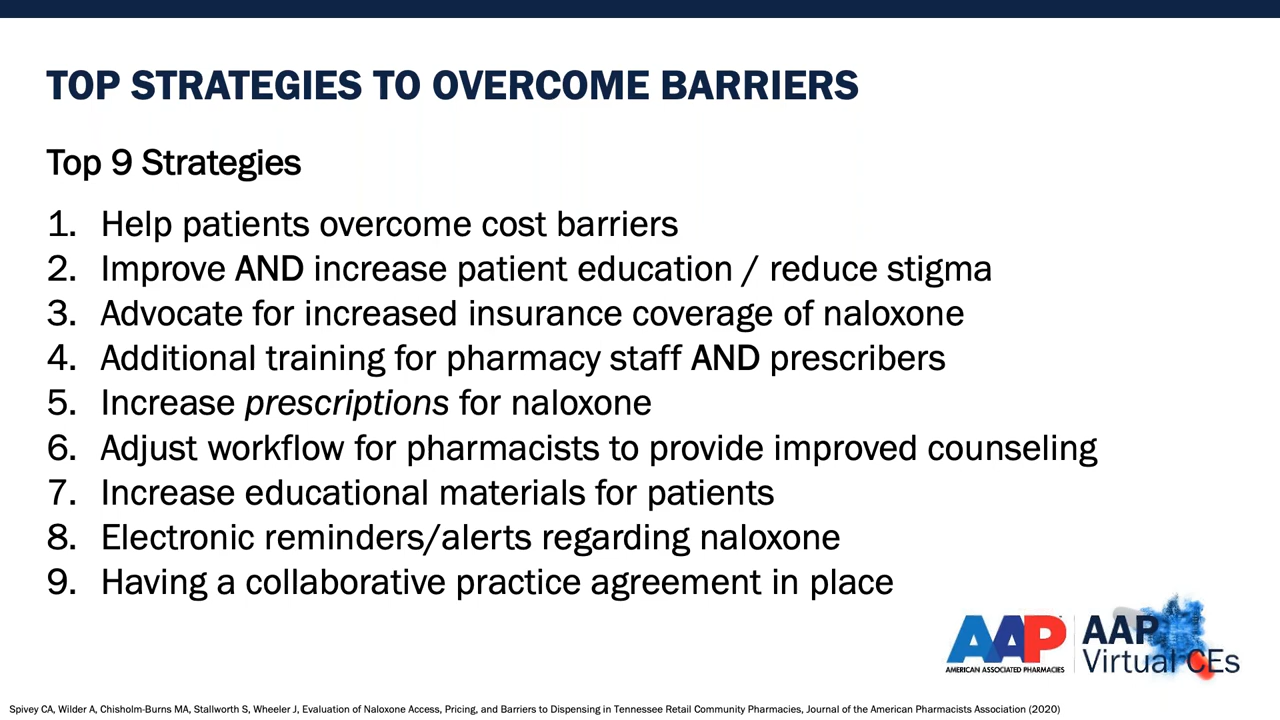 TOP STRATEGIES TO OVERCOME BARRIERS
Top 9 Strategies
1. Help patients overcome cost barriers
2. Improve AND increase patient education / reduce stigma
3. Advocate for increased insurance coverage of naloxone
4. Additional training for pharmacy staff AND prescribers
5. Increase prescriptions for naloxone
6. Adjust workflow for pharmacists to provide improved counseling
7. Increase educational materials for patients
8. Electronic reminders/alerts regarding naloxone
9. Having a collaborative practice agreement in place
AAP
AMERICAN ASSOCIATED PHARMACIES
AAP
Virtual CEs
Spivey CA, Wilder A, Chisholm-Burns MA, Stallworth S, Wheeler J, Evaluation of Naloxone Access, Pricing, and Barriers to Dispensing in Tennessee Retail Community Pharmacies, Journal of the American Pharmacists Association (2020)